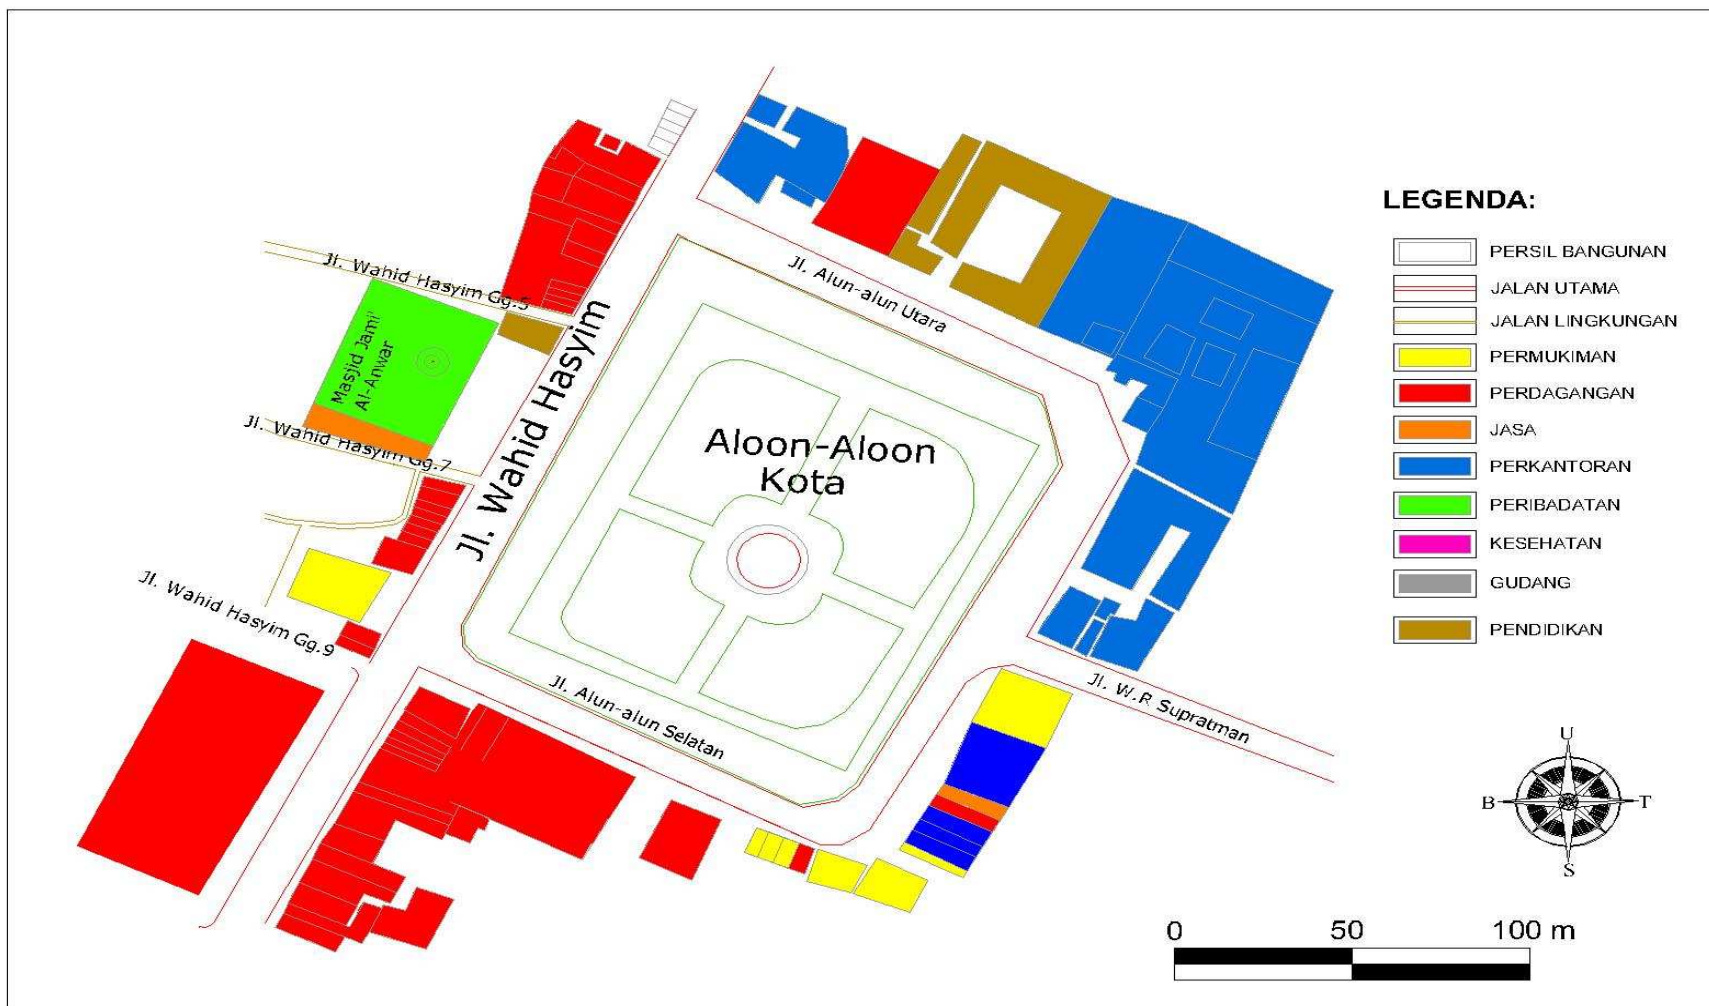 Jl. Wahid Hasyim Gg.5
Jl. Alun-alun Utara
Masjid Jami'
Al-Anwar
Jl. Wahid Hasyim
Jl. Wahid Hasyim Gg.7
Aloon-Aloon
Kota
Jl. Wahid Hasyim Gg.9
Jl. Alun-alun Selatan
Jl. W.R Supratman
LEGENDA:
PERSIL BANGUNAN
JALAN UTAMA
JALAN LINGKUNGAN
PERMUKIMAN
PERDAGANGAN
JASA
PERKANTORAN
PERIBADATAN
KESEHATAN
GUDANG
PENDIDIKAN
U
B T
S
0 50 100 m